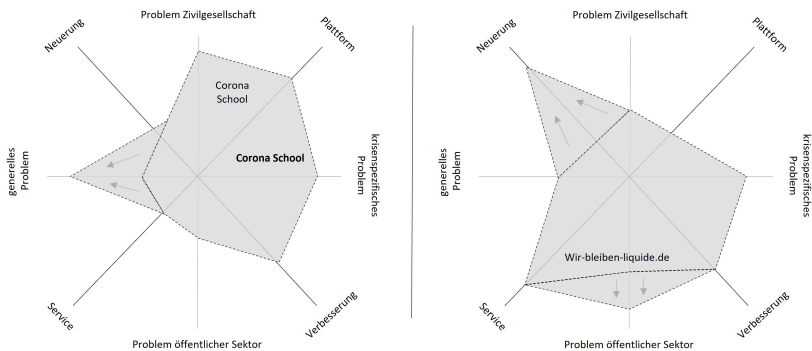 Problem Zivilgesellschaft
Neuerung
Plattform
Corona
School
Corona School
generelles
Problem
krisenspezifisches
Problem
Service
Verbesserung
Problem öffentlicher Sektor
Problem Zivilgesellschaft
Neuerung
Plattform
generelles
Problem
krisenspezifisches
Problem
Wir-bleiben-liquide.de
Service
Verbesserung
Problem öffentlicher Sektor